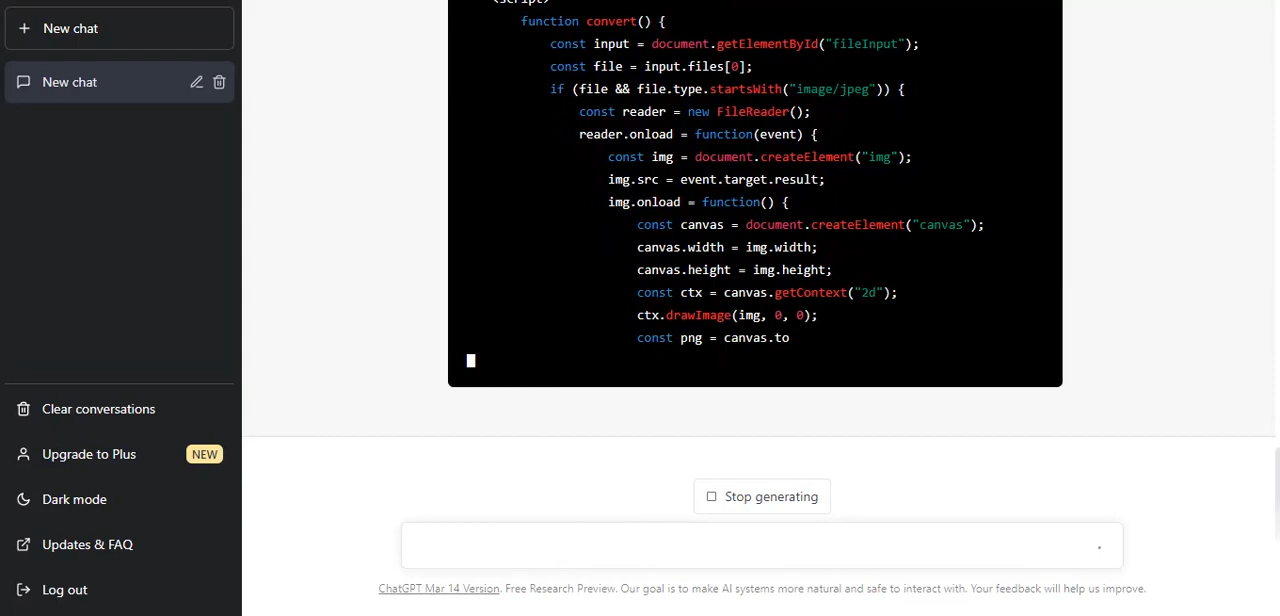 New chat
New chat
Clear conversations
Upgrade to Plus NEW
Dark mode
Updates & FAQ
Log out
<script>
function convert() {
const input = document.getElementById("fileInput");
const file = input.files[0];
if (file && file.type.startsWith("image/jpeg")) {
const reader = new FileReader();
reader.onload = function(event) {
const img = document.createElement("img");
img.src = event.target.result;
img.onload = function() {
const canvas = document.createElement("canvas");
canvas.width = img.width;
canvas.height = img.height;
const ctx = canvas.getContext("2d");
ctx.drawImage(img, 0, 0);
const png = canvas.to
Stop generating
ChatGPT Mar 14 Version. Free Research Preview. Our goal is to make AI systems more natural and safe to interact with. Your feedback will help us improve.